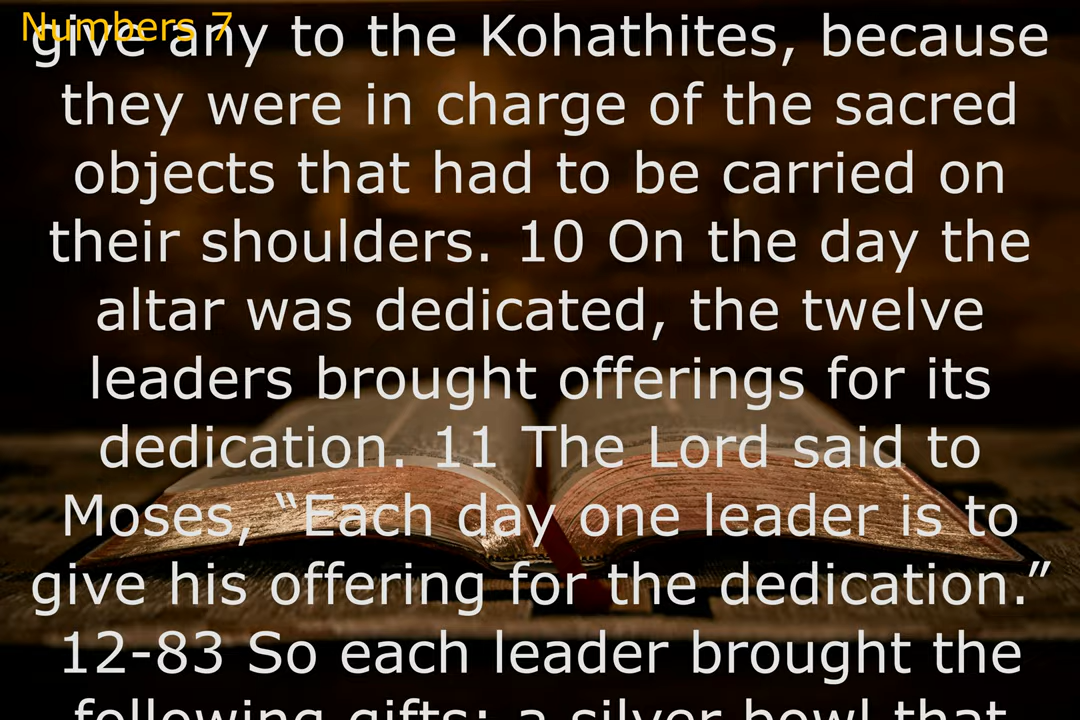 Numbers 7
give any to the Kohathites, because
they were in charge of the sacred
objects that had to be carried on
their shoulders. 10 On the day the
altar was dedicated, the twelve
leaders brought offerings for its
dedication. 11 The Lord said to
Moses, “Each day one leader is to
give his offering for the dedication.”
12-83 So each leader brought the
following gifts: a silver bowl that